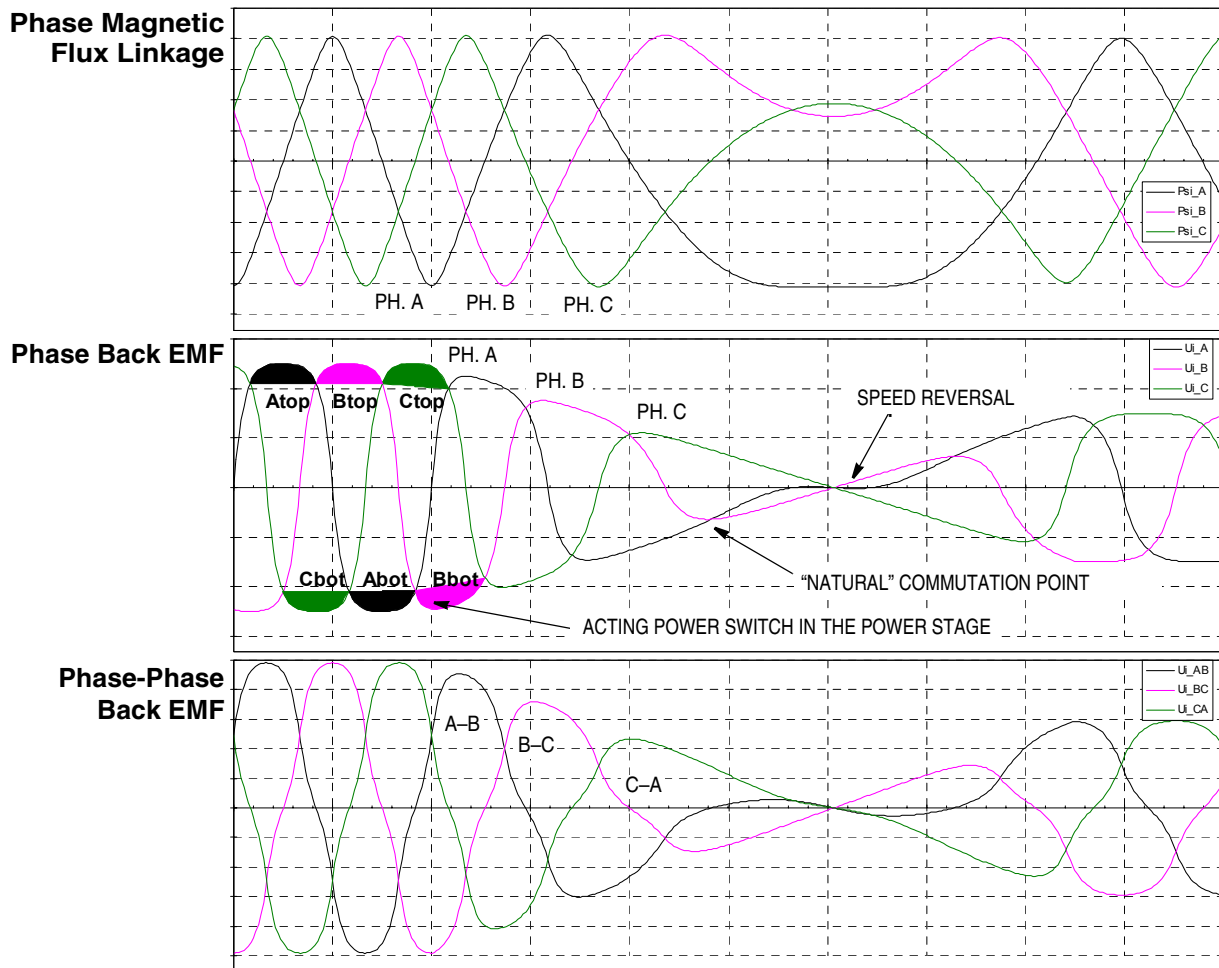 Phase Magnetic
Flux Linkage
Psi_A
Psi_B
Psi_C
PH. A
PH. B
PH. C
Phase Back EMF
PH. A
PH. B
PH. C
Atop
Btop
Ctop
SPEED REVERSAL
Ui_A
Ui_B
Ui_C
Cbot
Abot
Bbot
“NATURAL” COMMUTATION POINT
ACTING POWER SWITCH IN THE POWER STAGE
Phase-Phase
Back EMF
A–B
B–C
C–A
Ui_AB
Ui_BC
Ui_CA